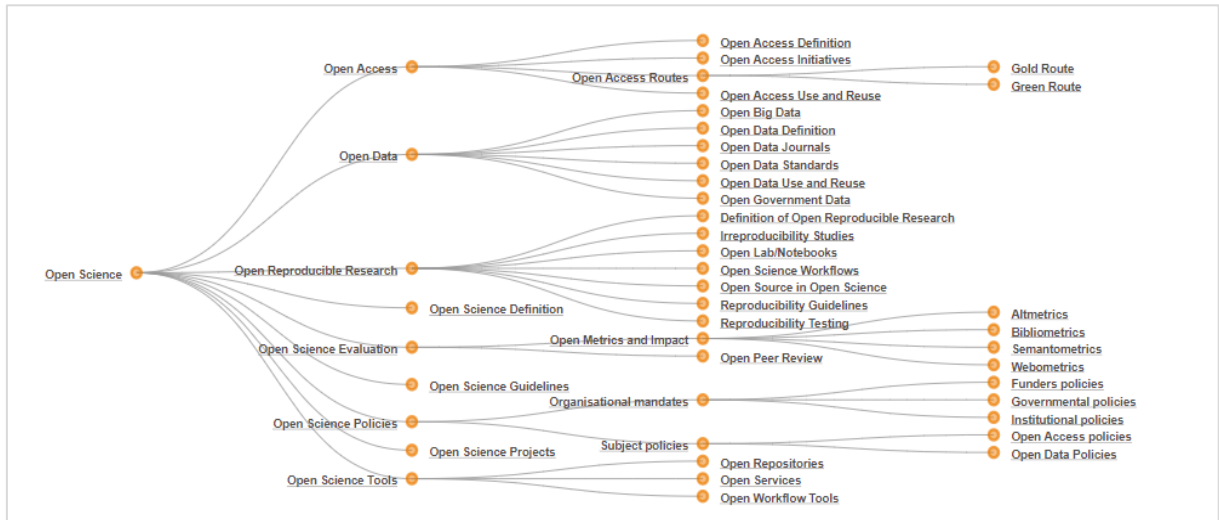 Open Science
Open Access
Open Access Definition
Open Access Initiatives
Open Access Routes
Gold Route
Green Route
Open Access Use and Reuse
Open Data
Open Big Data
Open Data Definition
Open Data Journals
Open Data Standards
Open Data Use and Reuse
Open Government Data
Open Reproducible Research
Definition of Open Reproducible Research
Irreproducibility Studies
Open Lab/Notebooks
Open Science Workflows
Open Source in Open Science
Reproducibility Guidelines
Reproducibility Testing
Open Science Definition
Open Science Evaluation
Open Metrics and Impact
Altmetrics
Bibliometrics
Semantometrics
Webometrics
Open Peer Review
Open Science Guidelines
Open Science Policies
Organisational mandates
Funders policies
Governmental policies
Institutional policies
Subject policies
Open Access policies
Open Data Policies
Open Science Projects
Open Science Tools
Open Repositories
Open Services
Open Workflow Tools